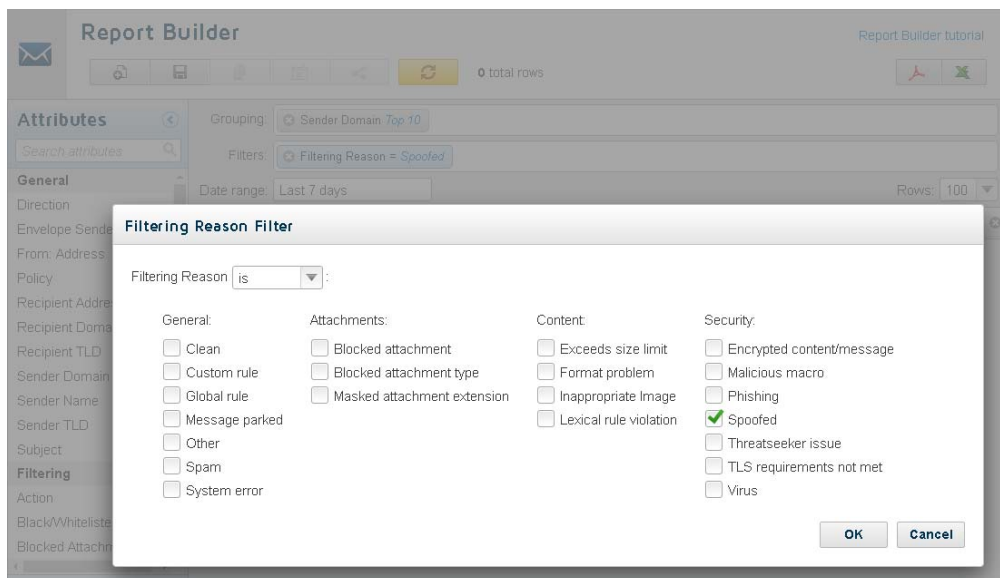 Report Builder
Report Builder tutorial
0 total rows
Attributes
Search attributes
General
Direction
Envelope Sende
From: Address
Policy
Recipient Addre
Recipient Doma
Recipient TLD
Sender Domain
Sender Name
Sender TLD
Subject
Filtering
Action
Black/Whiteliste
Blocked Attachm
Grouping: Sender Domain Top 10
Filters: Filtering Reason = Spoofed
Date range: Last 7 days
Rows: 100
Filtering Reason Filter
Filtering Reason is :
General:
Clean
Custom rule
Global rule
Message parked
Other
Spam
System error
Attachments:
Blocked attachment
Blocked attachment type
Masked attachment extension
Content:
Exceeds size limit
Format problem
Inappropriate Image
Lexical rule violation
Security:
Encrypted content/message
Malicious macro
Phishing
Spoofed
Threatseeker issue
TLS requirements not met
Virus
OK
Cancel